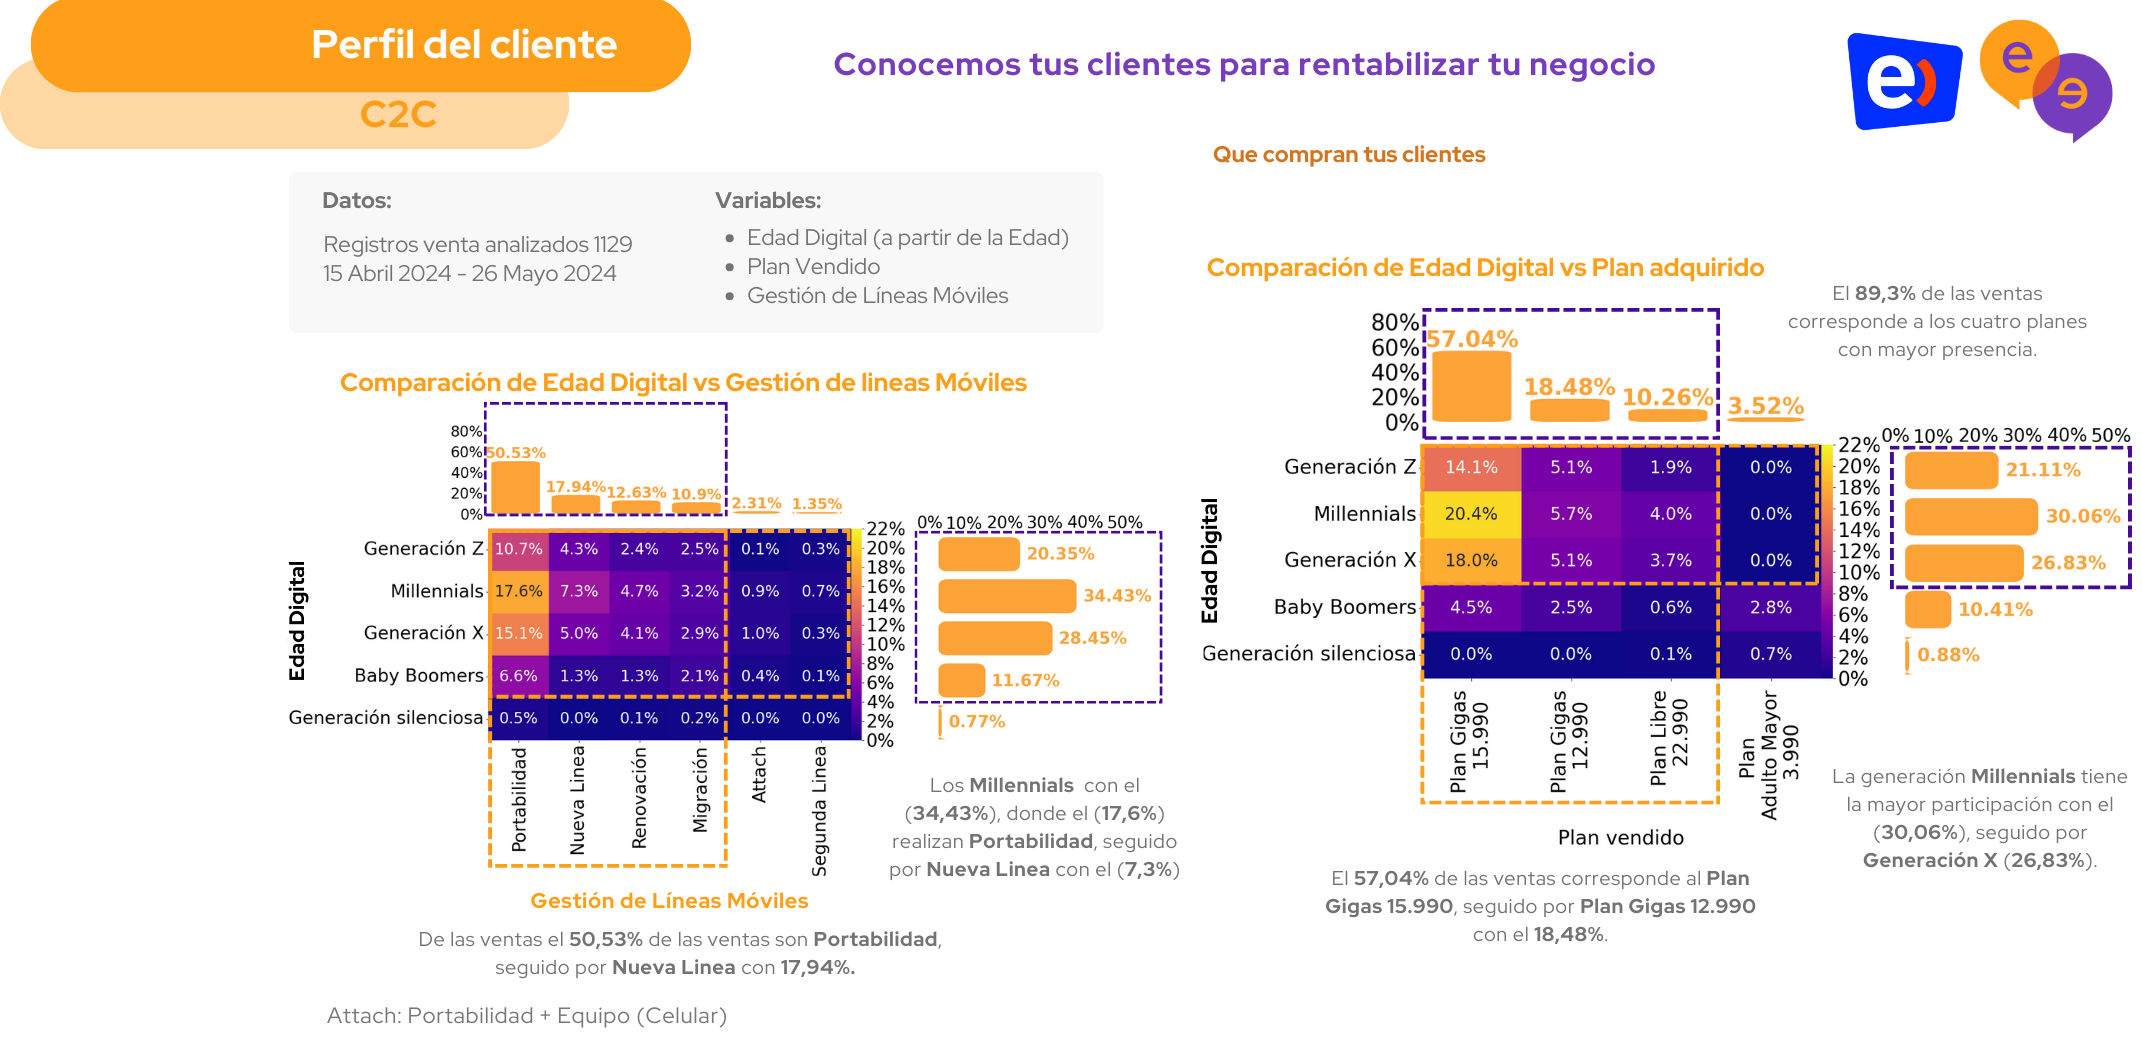 Perfil del cliente
C2C
Conocemos tus clientes para rentabilizar tu negocio
e)
e
e
Datos:
Registros venta analizados 1129
15 Abril 2024 - 26 Mayo 2024
Variables:
• Edad Digital (a partir de la Edad)
• Plan Vendido
• Gestión de Líneas Móviles
Comparación de Edad Digital vs Gestión de lineas Móviles
80%
60%
40%
20%
0%
50.53%
17.94%
12.63%
10.9%
2.31%
1.35%
Edad Digital
Generación Z 10.7% 4.3% 2.4% 2.5% 0.1% 0.3%
Millennials 17.6% 7.3% 4.7% 3.2% 0.9% 0.7%
Generación X 15.1% 5.0% 4.1% 2.9% 1.0% 0.3%
Baby Boomers 6.6% 1.3% 1.3% 2.1% 0.4% 0.1%
Generación silenciosa 0.5% 0.0% 0.1% 0.2% 0.0% 0.0%
Portabilidad
Nueva Linea
Renovación
Migración
Attach
Segunda Linea
22%
20%
18%
16%
14%
12%
10%
8%
6%
4%
2%
0%
0% 10% 20% 30% 40% 50%
20.35%
34.43%
28.45%
11.67%
0.77%
Los Millennials con el
(34,43%), donde el (17,6%)
realizan Portabilidad, seguido
por Nueva Linea con el (7,3%)
Gestión de Líneas Móviles
De las ventas el 50,53% de las ventas son Portabilidad,
seguido por Nueva Linea con 17,94%.
Attach: Portabilidad + Equipo (Celular)
Que compran tus clientes
Comparación de Edad Digital vs Plan adquirido
El 89,3% de las ventas
corresponde a los cuatro planes
con mayor presencia.
80%
60%
40%
20%
0%
57.04%
18.48%
10.26%
3.52%
Edad Digital
Generación Z 14.1% 5.1% 1.9% 0.0%
Millennials 20.4% 5.7% 4.0% 0.0%
Generación X 18.0% 5.1% 3.7% 0.0%
Baby Boomers 4.5% 2.5% 0.6% 2.8%
Generación silenciosa 0.0% 0.0% 0.1% 0.7%
Plan Gigas
15.990
Plan Gigas
12.990
Plan Libre
22.990
Plan
Adulto Mayor
3.990
Plan vendido
22%
20%
18%
16%
14%
12%
10%
8%
6%
4%
2%
0%
0% 10% 20% 30% 40% 50%
21.11%
30.06%
26.83%
10.41%
0.88%
La generación Millennials tiene
la mayor participación con el
(30,06%), seguido por
Generación X (26,83%).
El 57,04% de las ventas corresponde al Plan
Gigas 15.990, seguido por Plan Gigas 12.990
con el 18,48%.